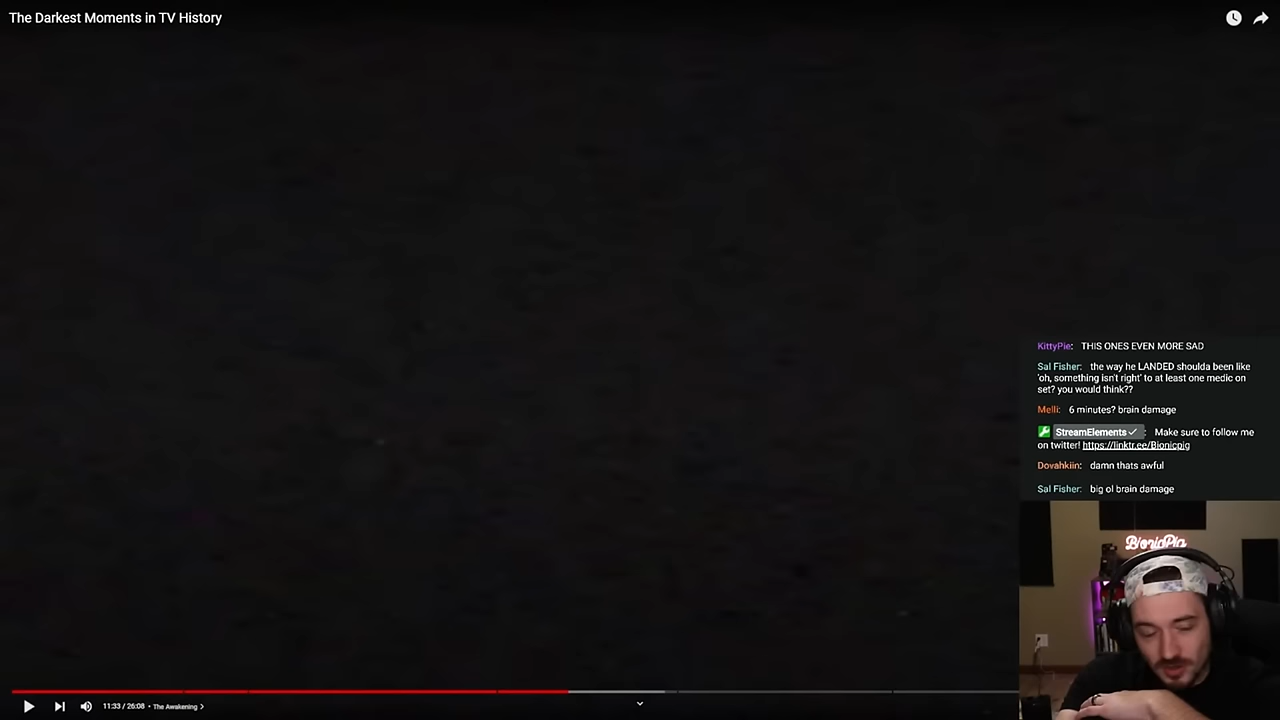 The Darkest Moments in TV History
KittyPie: THIS ONES EVEN MORE SAD
Sal Fisher: the way he LANDED shoulda been like
'oh, something isn't right' to at least one medic on
set? you would think??
Melli: 6 minutes? brain damage
StreamElements ✓: Make sure to follow me
on twitter! https://linktr.ee/Bionicpig
Dovahkiin: damn thats awful
Sal Fisher: big ol brain damage
BionicPig
11:33 / 26:08 • The Awakening >